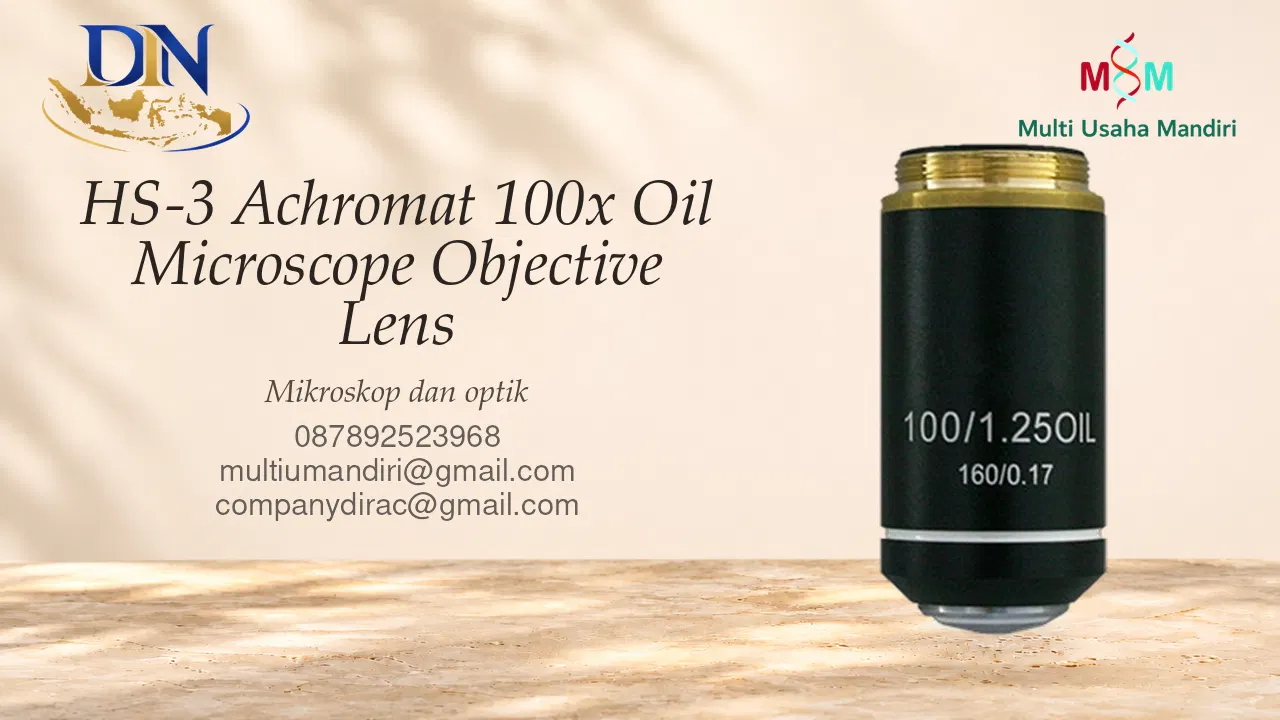 DIN
MSM
Multi Usaha Mandiri
HS-3 Achromat 100x Oil
Microscope Objective
Lens
Mikroskop dan optik
087892523968
multiumandiri@gmail.com
companydirac@gmail.com
100/1.25OIL
160/0.17